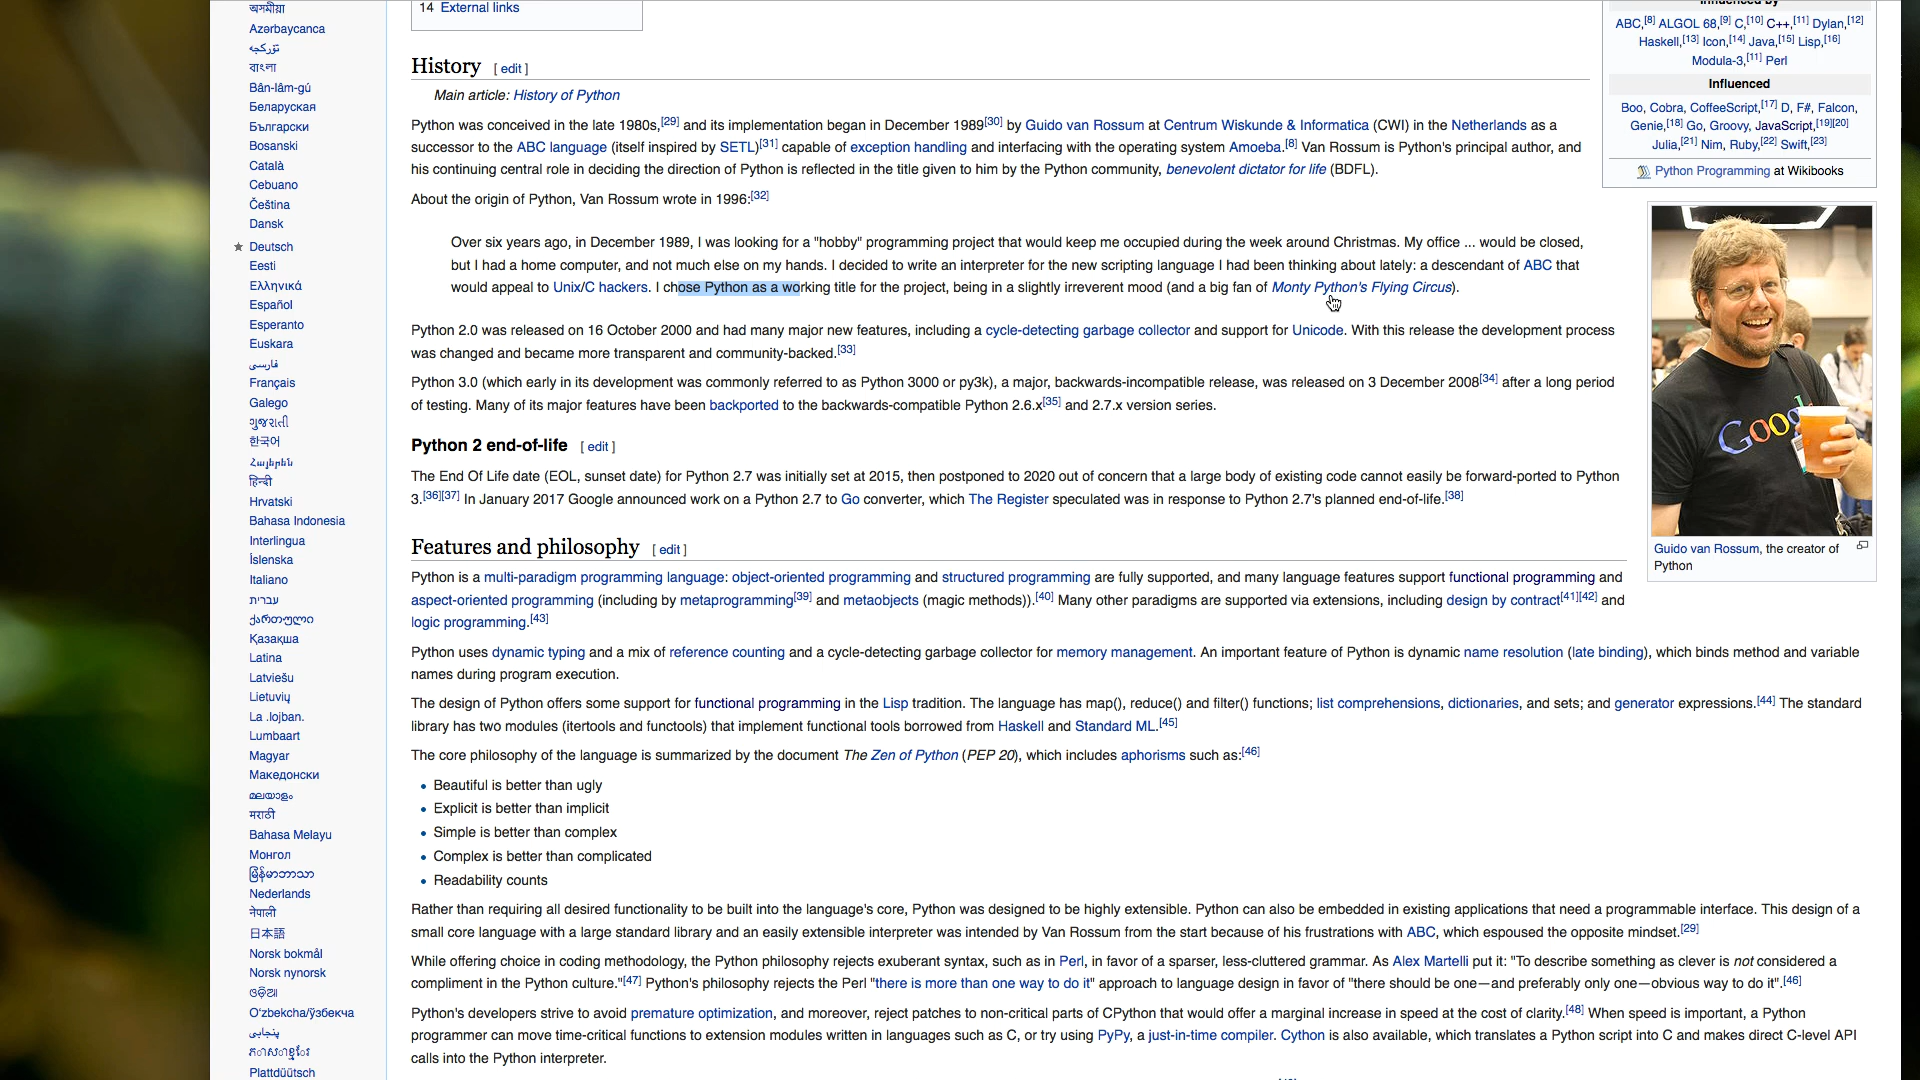 14 External links
অসমীয়া
Azərbaycanca
تۆرکجه
বাংলা
Bân-lâm-gú
Беларуская
Български
Bosanski
Català
Cebuano
Čeština
Dansk
Deutsch
Eesti
Ελληνικά
Español
Esperanto
Euskara
فارسی
Français
Galego
ગુજરાતી
한국어
Հայերեն
हिन्दी
Hrvatski
Bahasa Indonesia
Interlingua
Íslenska
Italiano
עברית
ქართული
Қазақша
Latina
Latviešu
Lietuvių
La .lojban.
Lumbaart
Magyar
Македонски
മലയാളം
मराठी
Bahasa Melayu
Монгол
မြန်မာဘာသာ
Nederlands
नेपाली
日本語
Norsk bokmål
Norsk nynorsk
ଓଡ଼ିଆ
Oʻzbekcha/ўзбекча
پنجابی
ភាសាខ្មែរ
Plattdüütsch
History [ edit ]
Main article: History of Python
Python was conceived in the late 1980s,[29] and its implementation began in December 1989[30] by Guido van Rossum at Centrum Wiskunde & Informatica (CWI) in the Netherlands as a
successor to the ABC language (itself inspired by SETL)[31] capable of exception handling and interfacing with the operating system Amoeba.[8] Van Rossum is Python's principal author, and
his continuing central role in deciding the direction of Python is reflected in the title given to him by the Python community, benevolent dictator for life (BDFL).
About the origin of Python, Van Rossum wrote in 1996:[32]
Over six years ago, in December 1989, I was looking for a "hobby" programming project that would keep me occupied during the week around Christmas. My office ... would be closed,
but I had a home computer, and not much else on my hands. I decided to write an interpreter for the new scripting language I had been thinking about lately: a descendant of ABC that
would appeal to Unix/C hackers. I chose Python as a working title for the project, being in a slightly irreverent mood (and a big fan of Monty Python's Flying Circus).
Python 2.0 was released on 16 October 2000 and had many major new features, including a cycle-detecting garbage collector and support for Unicode. With this release the development process
was changed and became more transparent and community-backed.[33]
Python 3.0 (which early in its development was commonly referred to as Python 3000 or py3k), a major, backwards-incompatible release, was released on 3 December 2008[34] after a long period
of testing. Many of its major features have been backported to the backwards-compatible Python 2.6.x[35] and 2.7.x version series.
Python 2 end-of-life [ edit ]
The End Of Life date (EOL, sunset date) for Python 2.7 was initially set at 2015, then postponed to 2020 out of concern that a large body of existing code cannot easily be forward-ported to Python
3.[36][37] In January 2017 Google announced work on a Python 2.7 to Go converter, which The Register speculated was in response to Python 2.7's planned end-of-life.[38]
Features and philosophy [ edit ]
Python is a multi-paradigm programming language: object-oriented programming and structured programming are fully supported, and many language features support functional programming and
aspect-oriented programming (including by metaprogramming[39] and metaobjects (magic methods)).[40] Many other paradigms are supported via extensions, including design by contract[41][42] and
logic programming.[43]
Python uses dynamic typing and a mix of reference counting and a cycle-detecting garbage collector for memory management. An important feature of Python is dynamic name resolution (late binding), which binds method and variable
names during program execution.
The design of Python offers some support for functional programming in the Lisp tradition. The language has map(), reduce() and filter() functions; list comprehensions, dictionaries, and sets; and generator expressions.[44] The standard
library has two modules (itertools and functools) that implement functional tools borrowed from Haskell and Standard ML.[45]
The core philosophy of the language is summarized by the document The Zen of Python (PEP 20), which includes aphorisms such as:[46]
• Beautiful is better than ugly
• Explicit is better than implicit
• Simple is better than complex
• Complex is better than complicated
• Readability counts
Rather than requiring all desired functionality to be built into the language's core, Python was designed to be highly extensible. Python can also be embedded in existing applications that need a programmable interface. This design of a
small core language with a large standard library and an easily extensible interpreter was intended by Van Rossum from the start because of his frustrations with ABC, which espoused the opposite mindset.[29]
While offering choice in coding methodology, the Python philosophy rejects exuberant syntax, such as in Perl, in favor of a sparser, less-cluttered grammar. As Alex Martelli put it: "To describe something as clever is not considered a
compliment in the Python culture."[47] Python's philosophy rejects the Perl "there is more than one way to do it" approach to language design in favor of "there should be one—and preferably only one—obvious way to do it".[46]
Python's developers strive to avoid premature optimization, and moreover, reject patches to non-critical parts of CPython that would offer a marginal increase in speed at the cost of clarity.[48] When speed is important, a Python
programmer can move time-critical functions to extension modules written in languages such as C, or try using PyPy, a just-in-time compiler. Cython is also available, which translates a Python script into C and makes direct C-level API
calls into the Python interpreter.
Influenced by
ABC,[8] ALGOL 68,[9] C,[10] C++,[11] Dylan,[12]
Haskell,[13] Icon,[14] Java,[15] Lisp,[16]
Modula-3,[11] Perl
Influenced
Boo, Cobra, CoffeeScript,[17] D, F#, Falcon,
Genie,[18] Go, Groovy, JavaScript,[19][20]
Julia,[21] Nim, Ruby,[22] Swift,[23]
Python Programming at Wikibooks
Goog
Guido van Rossum, the creator of
Python